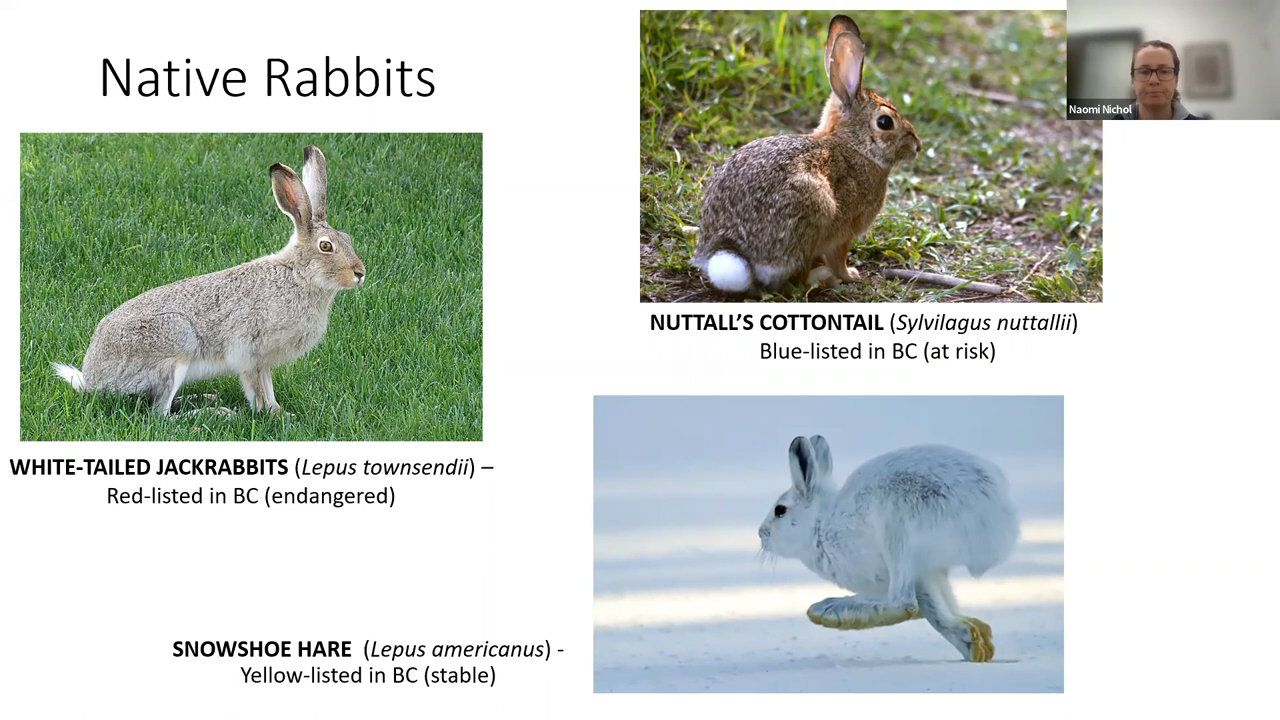 Native Rabbits
Naomi Nichol
NUTTALL’S COTTONTAIL (Sylvilagus nuttallii)
Blue-listed in BC (at risk)
WHITE-TAILED JACKRABBITS (Lepus townsendii) –
Red-listed in BC (endangered)
SNOWSHOE HARE (Lepus americanus) -
Yellow-listed in BC (stable)